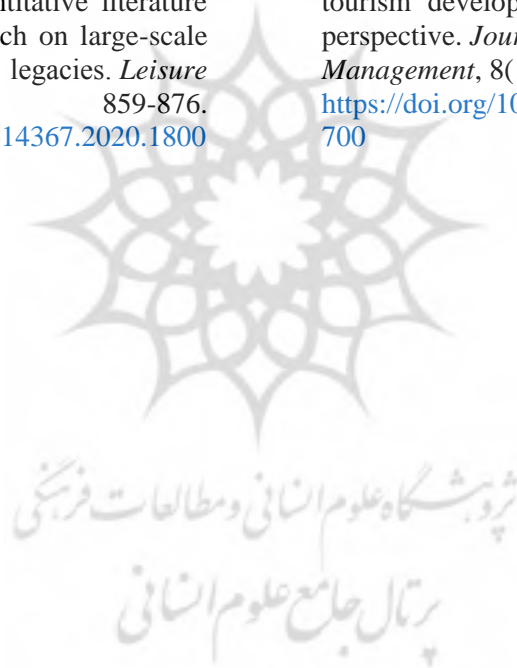 ntitative literature
ch on large-scale
legacies. Leisure
859-876.
14367.2020.1800
tourism develop
perspective. Jour
Management, 8(
https://doi.org/10
700
پژوهشگاه علوم انسانی و مطالعات فرهنگی
پرتال جامع علوم انسانی